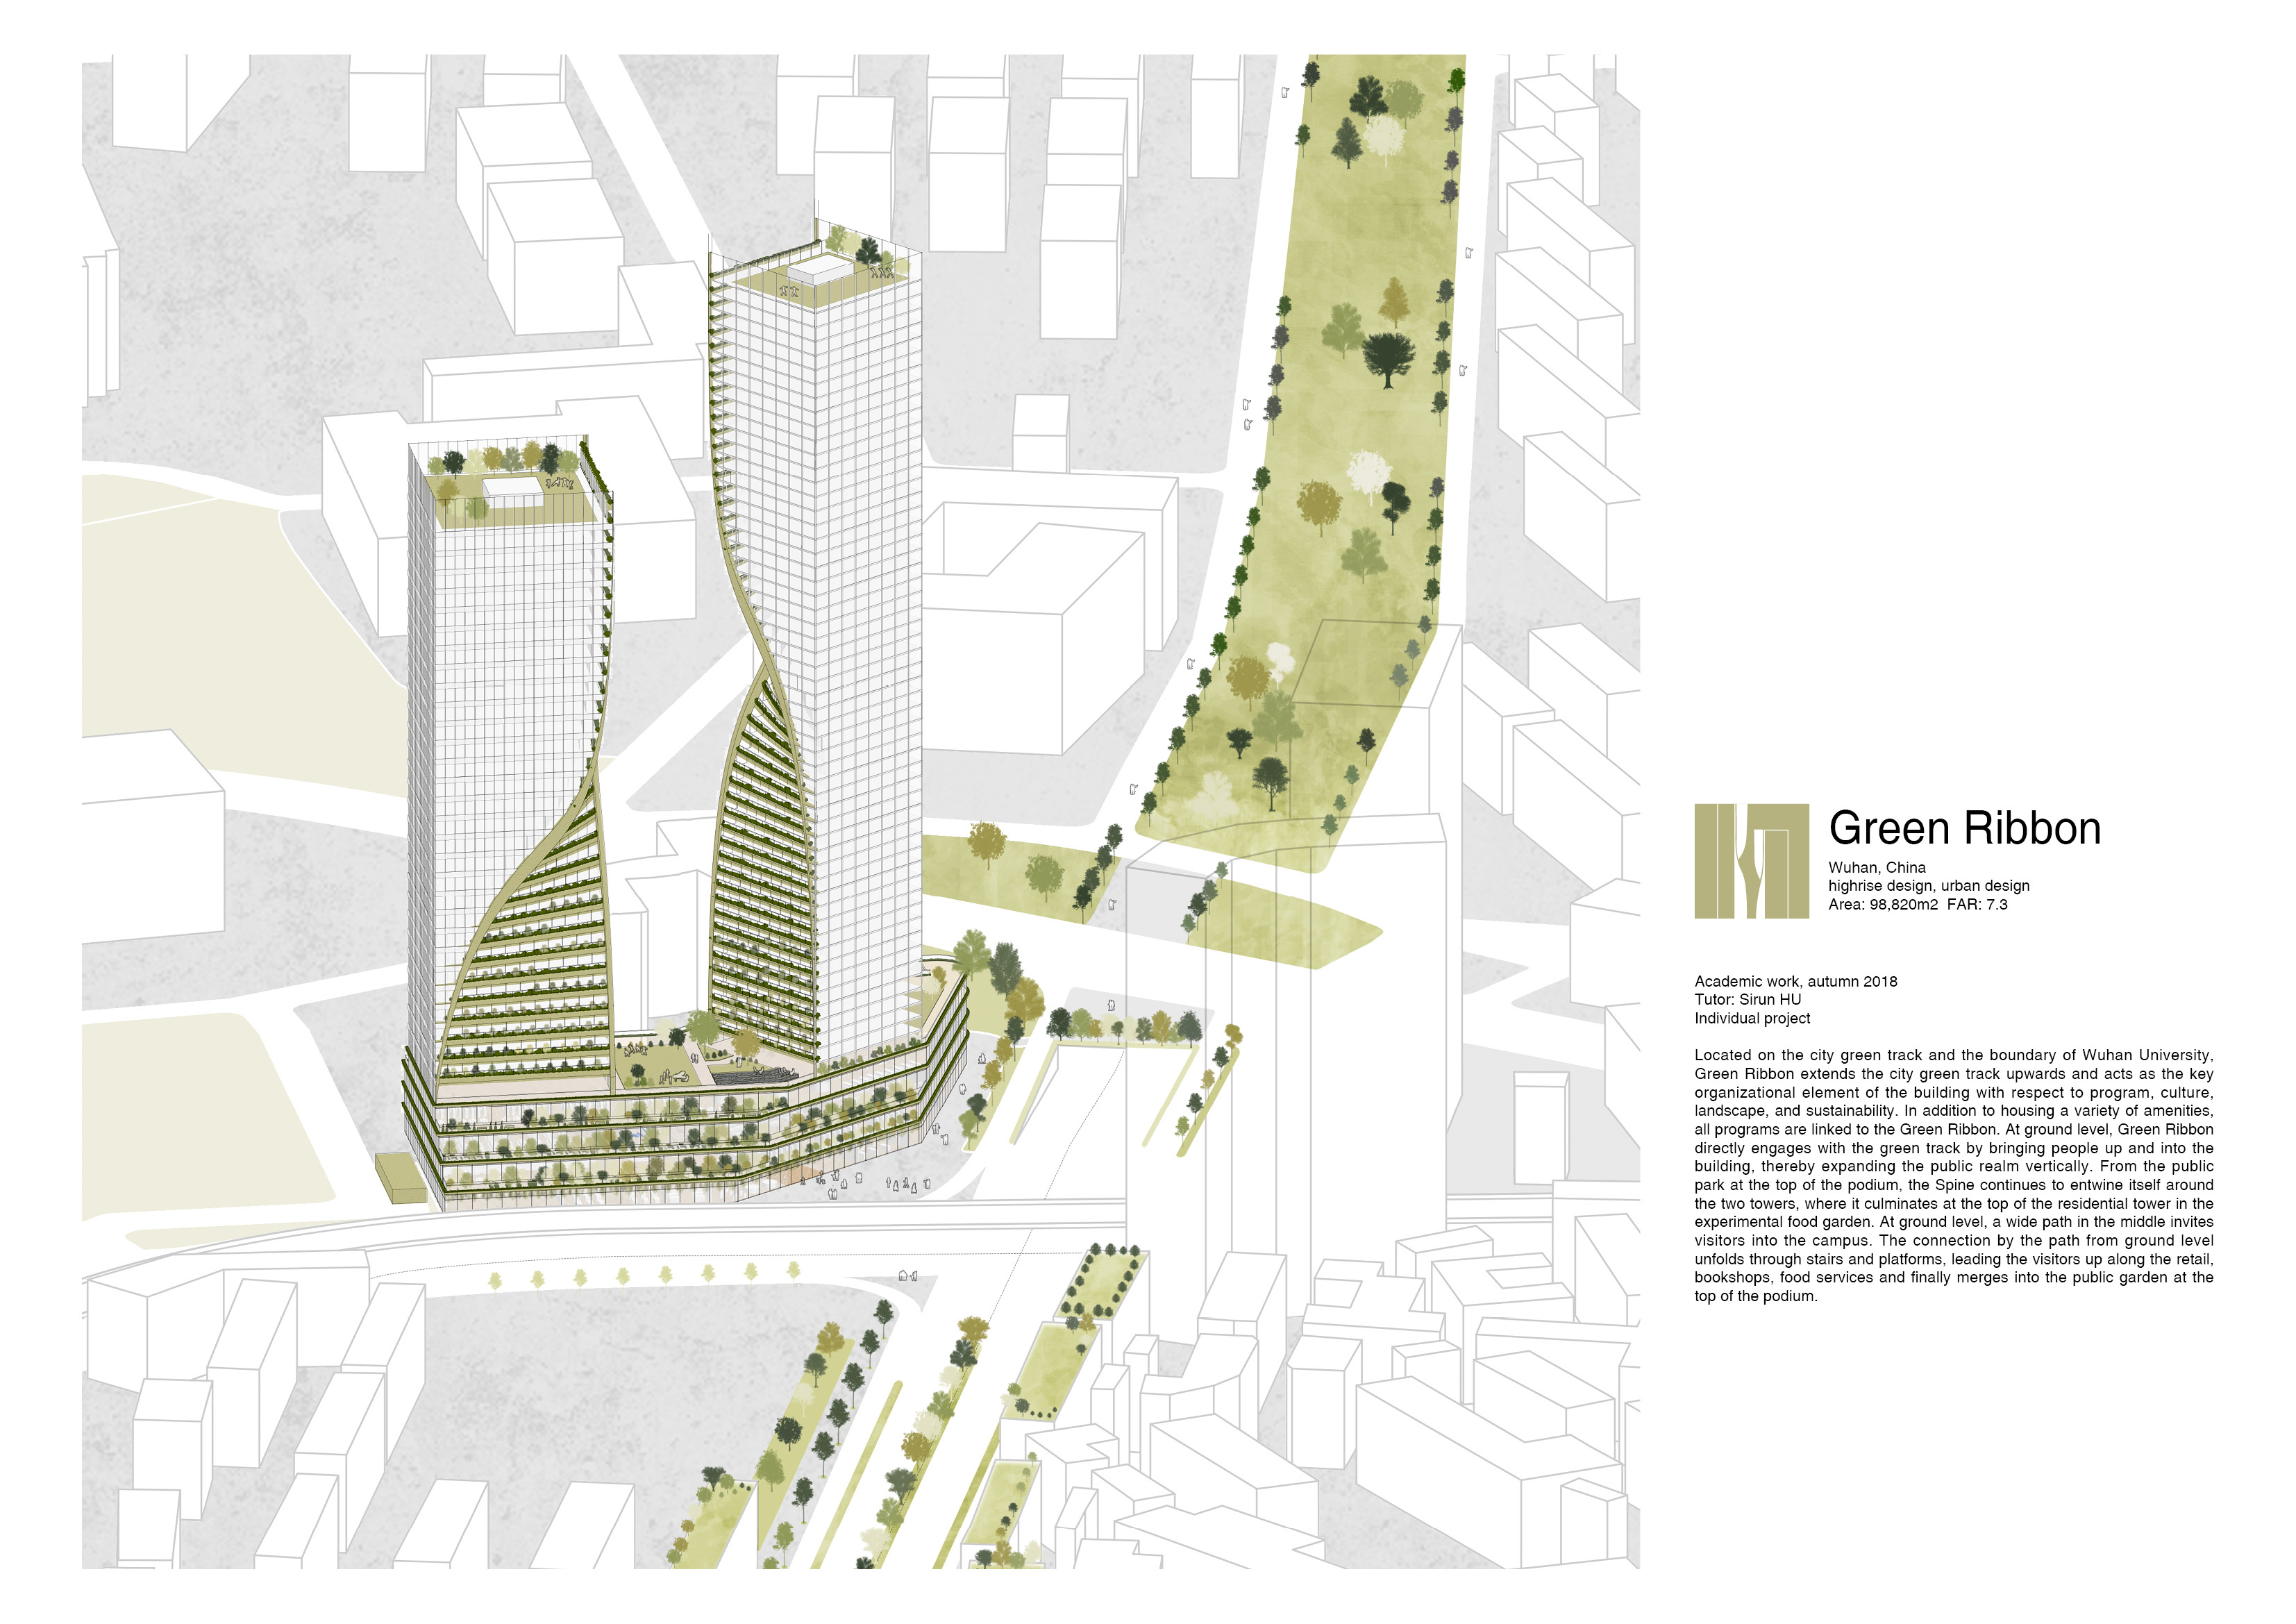 Green Ribbon
Wuhan, China
highrise design, urban design
Area: 98,820m2  FAR: 7.3
Academic work, autumn 2018
Tutor: Sirun HU
Individual project
Located on the city green track and the boundary of Wuhan University,
Green Ribbon extends the city green track upwards and acts as the key
organizational element of the building with respect to program, culture,
landscape, and sustainability. In addition to housing a variety of amenities,
all programs are linked to the Green Ribbon. At ground level, Green Ribbon
directly engages with the green track by bringing people up and into the
building, thereby expanding the public realm vertically. From the public
park at the top of the podium, the Spine continues to entwine itself around
the two towers, where it culminates at the top of the residential tower in the
experimental food garden. At ground level, a wide path in the middle invites
visitors into the campus. The connection by the path from ground level
unfolds through stairs and platforms, leading the visitors up along the retail,
bookshops, food services and finally merges into the public garden at the
top of the podium.